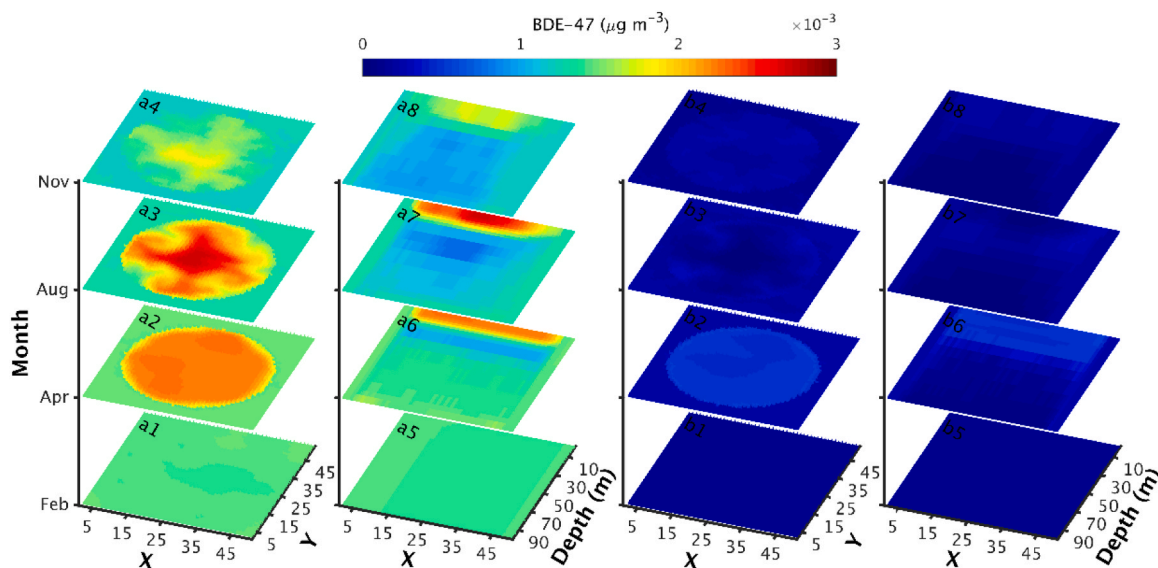 BDE−47 (μg m−3)
×10−3
0 1 2 3
a4 a8 b4 b8
Nov
a3 a7 b3 b7
Aug
a2 a6 b2 b6
Apr
a1 a5 b1 b5
Feb
Month
5 15 25 35 45
X
5 15 25 35 45
Y
5 15 25 35 45
X
10 30 50 70 90
Depth (m)
5 15 25 35 45
X
5 15 25 35 45
Y
5 15 25 35 45
X
10 30 50 70 90
Depth (m)